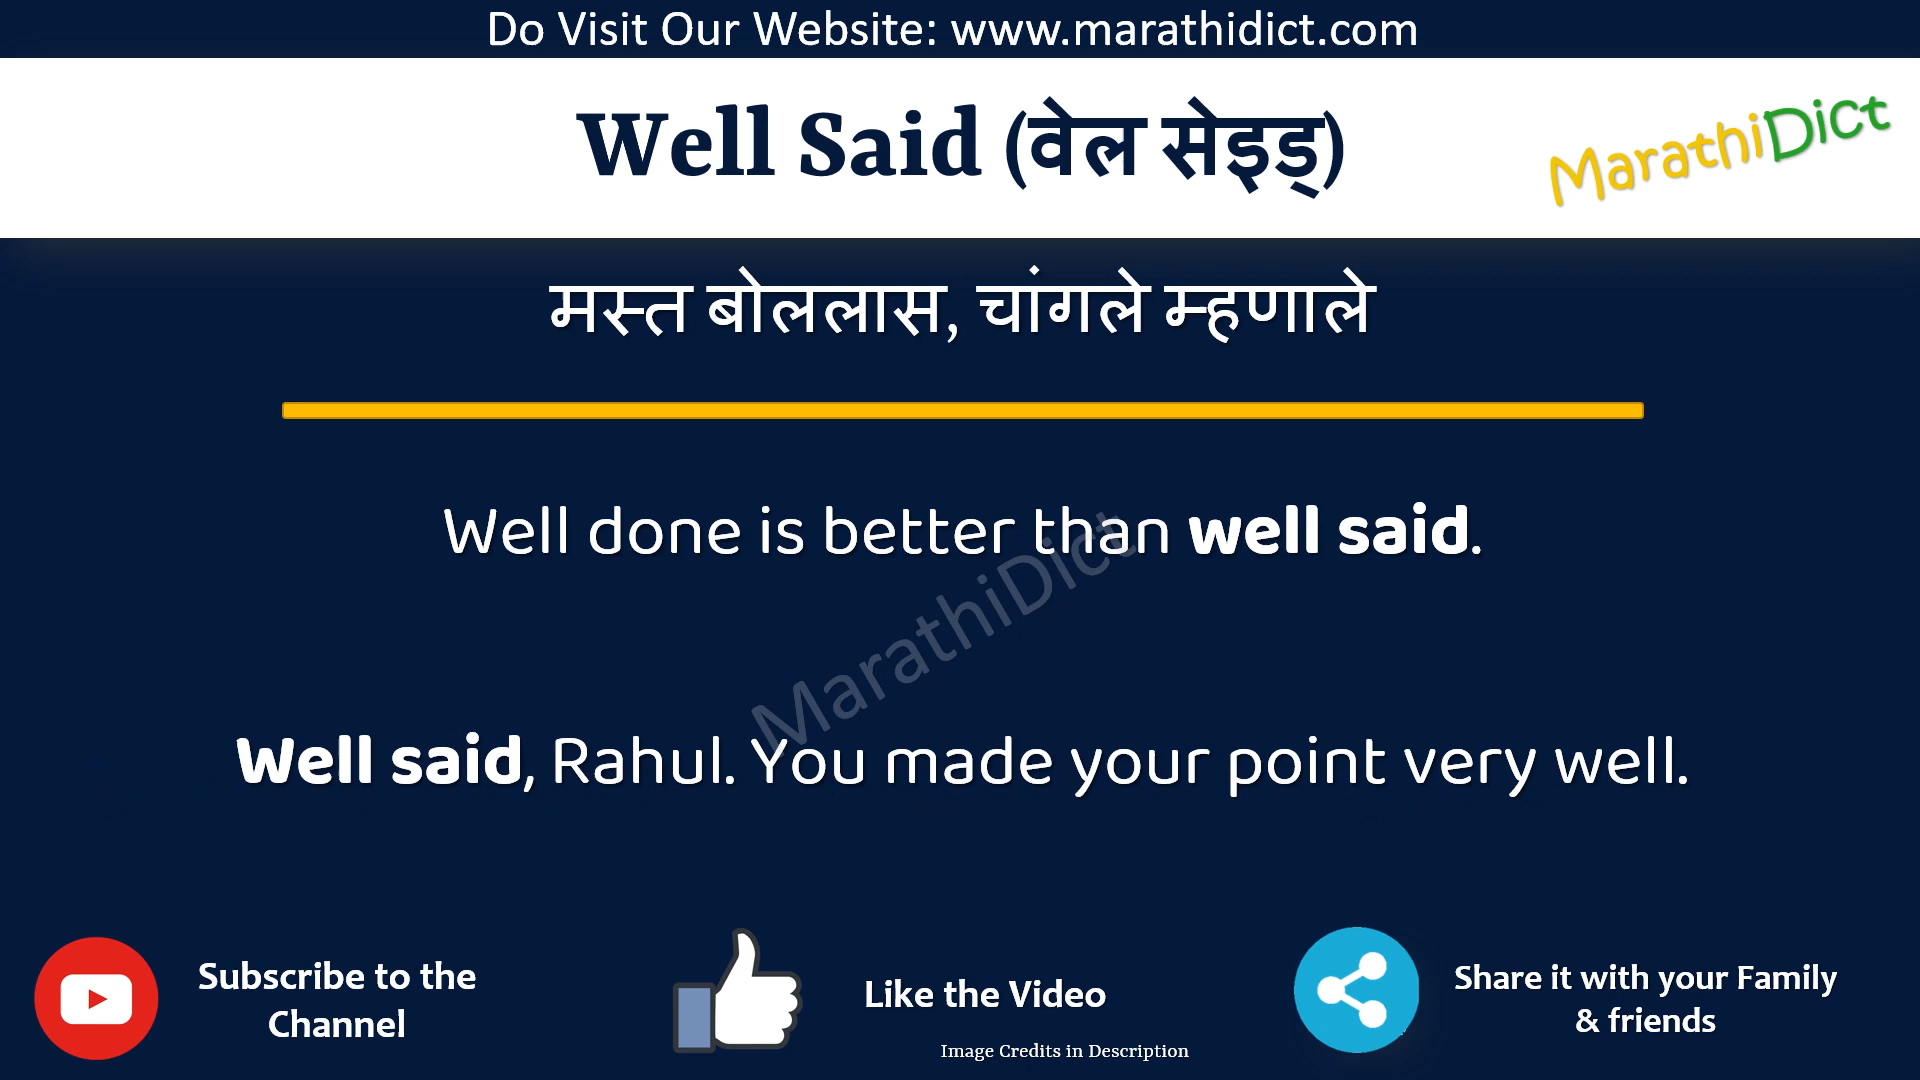 Do Visit Our Website: www.marathidict.com
Well Said (वेल सेइड्)
MarathiDict
मस्त बोललास, चांगले म्हणाले
Well done is better than well said.
MarathiDict
Well said, Rahul. You made your point very well.
Subscribe to the
Channel
Like the Video
Share it with your Family
& friends
Image Credits in Description